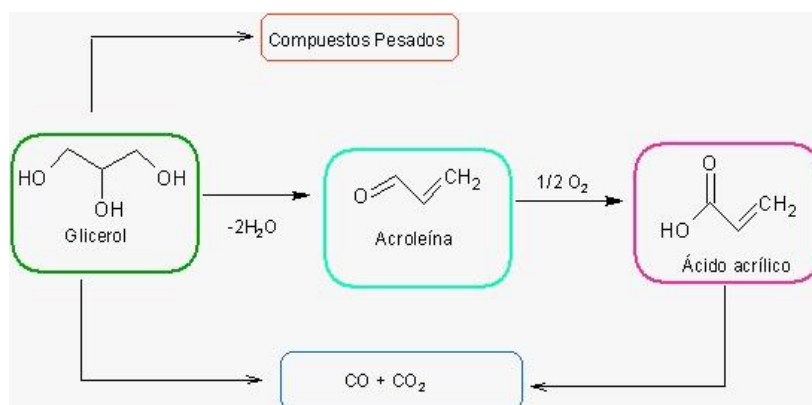 Compuestos Pesados
HO
OH
OH
Glicerol
-2H₂O
O
CH₂
Acroleína
1/2 O₂
O
CH₂
HO
Ácido acrílico
CO + CO₂